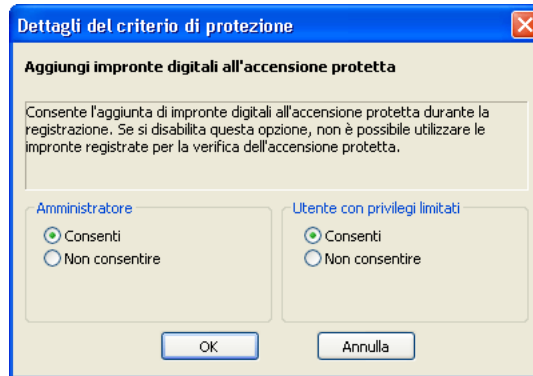 Dettagli del criterio di protezione
Aggiungi impronte digitali all'accensione protetta
Consente l'aggiunta di impronte digitali all'accensione protetta durante la
registrazione. Se si disabilita questa opzione, non è possibile utilizzare le
impronte registrate per la verifica dell'accensione protetta.
Amministratore
Consenti
Non consentire
Utente con privilegi limitati
Consenti
Non consentire
OK
Annulla